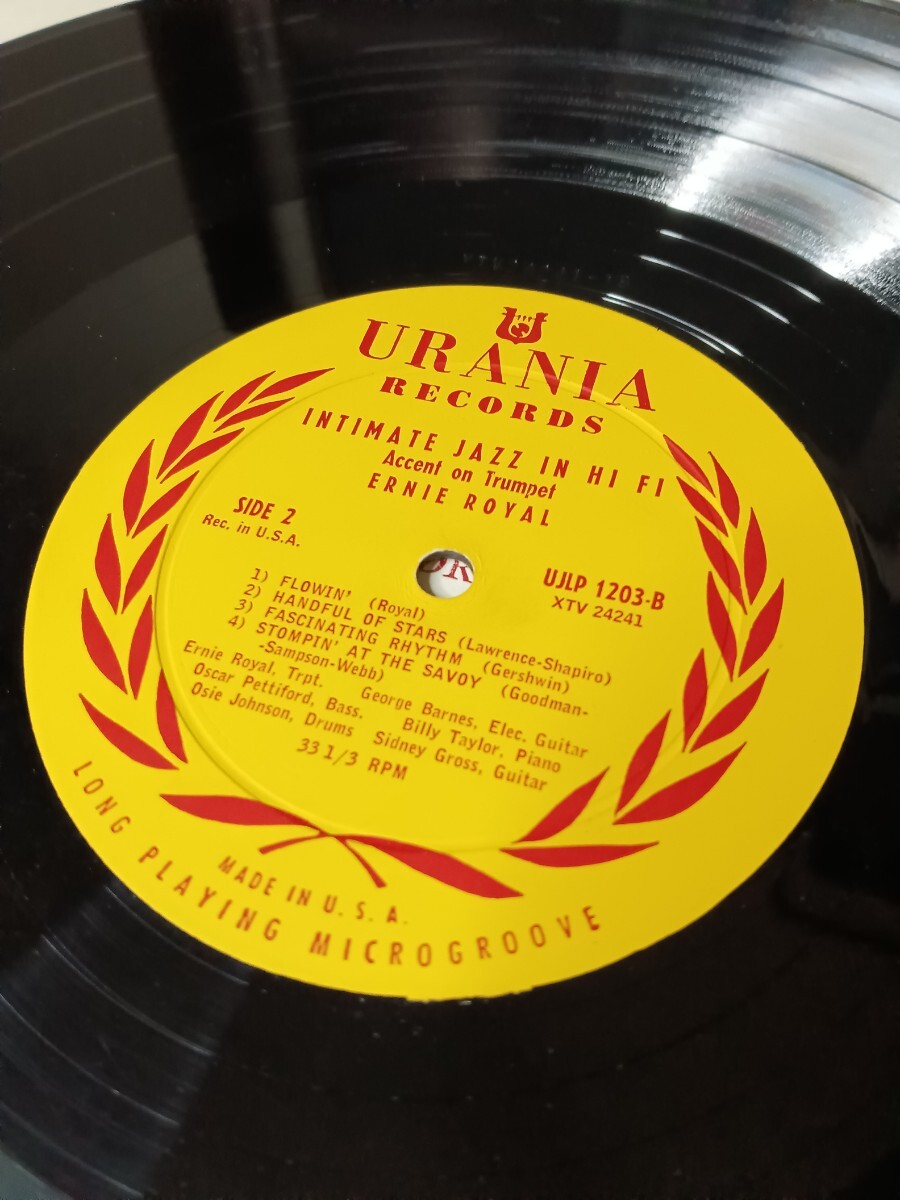 URANIA
RECORDS
INTIMATE JAZZ IN HI FI
Accent on Trumpet
ERNIE ROYAL
SIDE 2
Rec. in U.S.A.
UJLP 1203-B
XTV 24241
1) FLOWIN' (Royal)
2) HANDFUL OF STARS (Lawrence-Shapiro)
3) FASCINATING RHYTHM (Gershwin)
4) STOMPIN' AT THE SAVOY (Goodman-
-Sampson-Webb)
Ernie Royal, Trpt. George Barnes, Elec. Guitar
Oscar Pettiford, Bass. Billy Taylor, Piano
Osie Johnson, Drums Sidney Gross, Guitar
33 1/3 RPM
MADE IN U. S. A.
LONG PLAYING MICROGROOVE